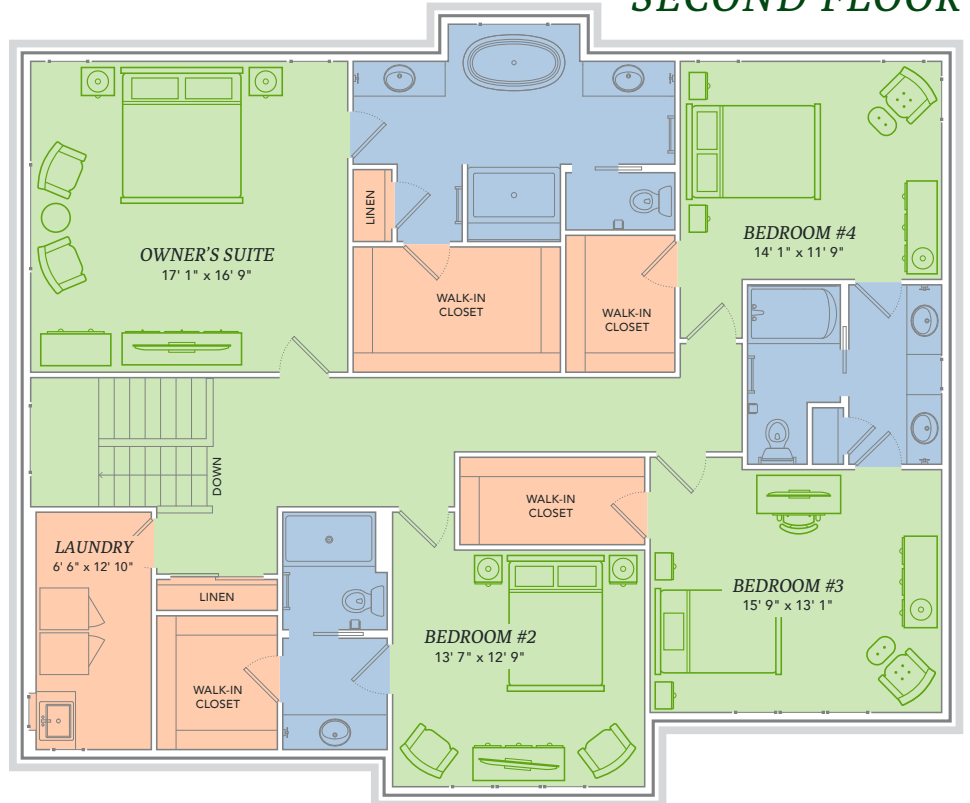 SECOND FLOOR
OWNER'S SUITE
17' 1" x 16' 9"
LINEN
WALK-IN
CLOSET
WALK-IN
CLOSET
BEDROOM #4
14' 1" x 11' 9"
DOWN
LAUNDRY
6' 6" x 12' 10"
LINEN
WALK-IN
CLOSET
WALK-IN
CLOSET
BEDROOM #2
13' 7" x 12' 9"
BEDROOM #3
15' 9" x 13' 1"